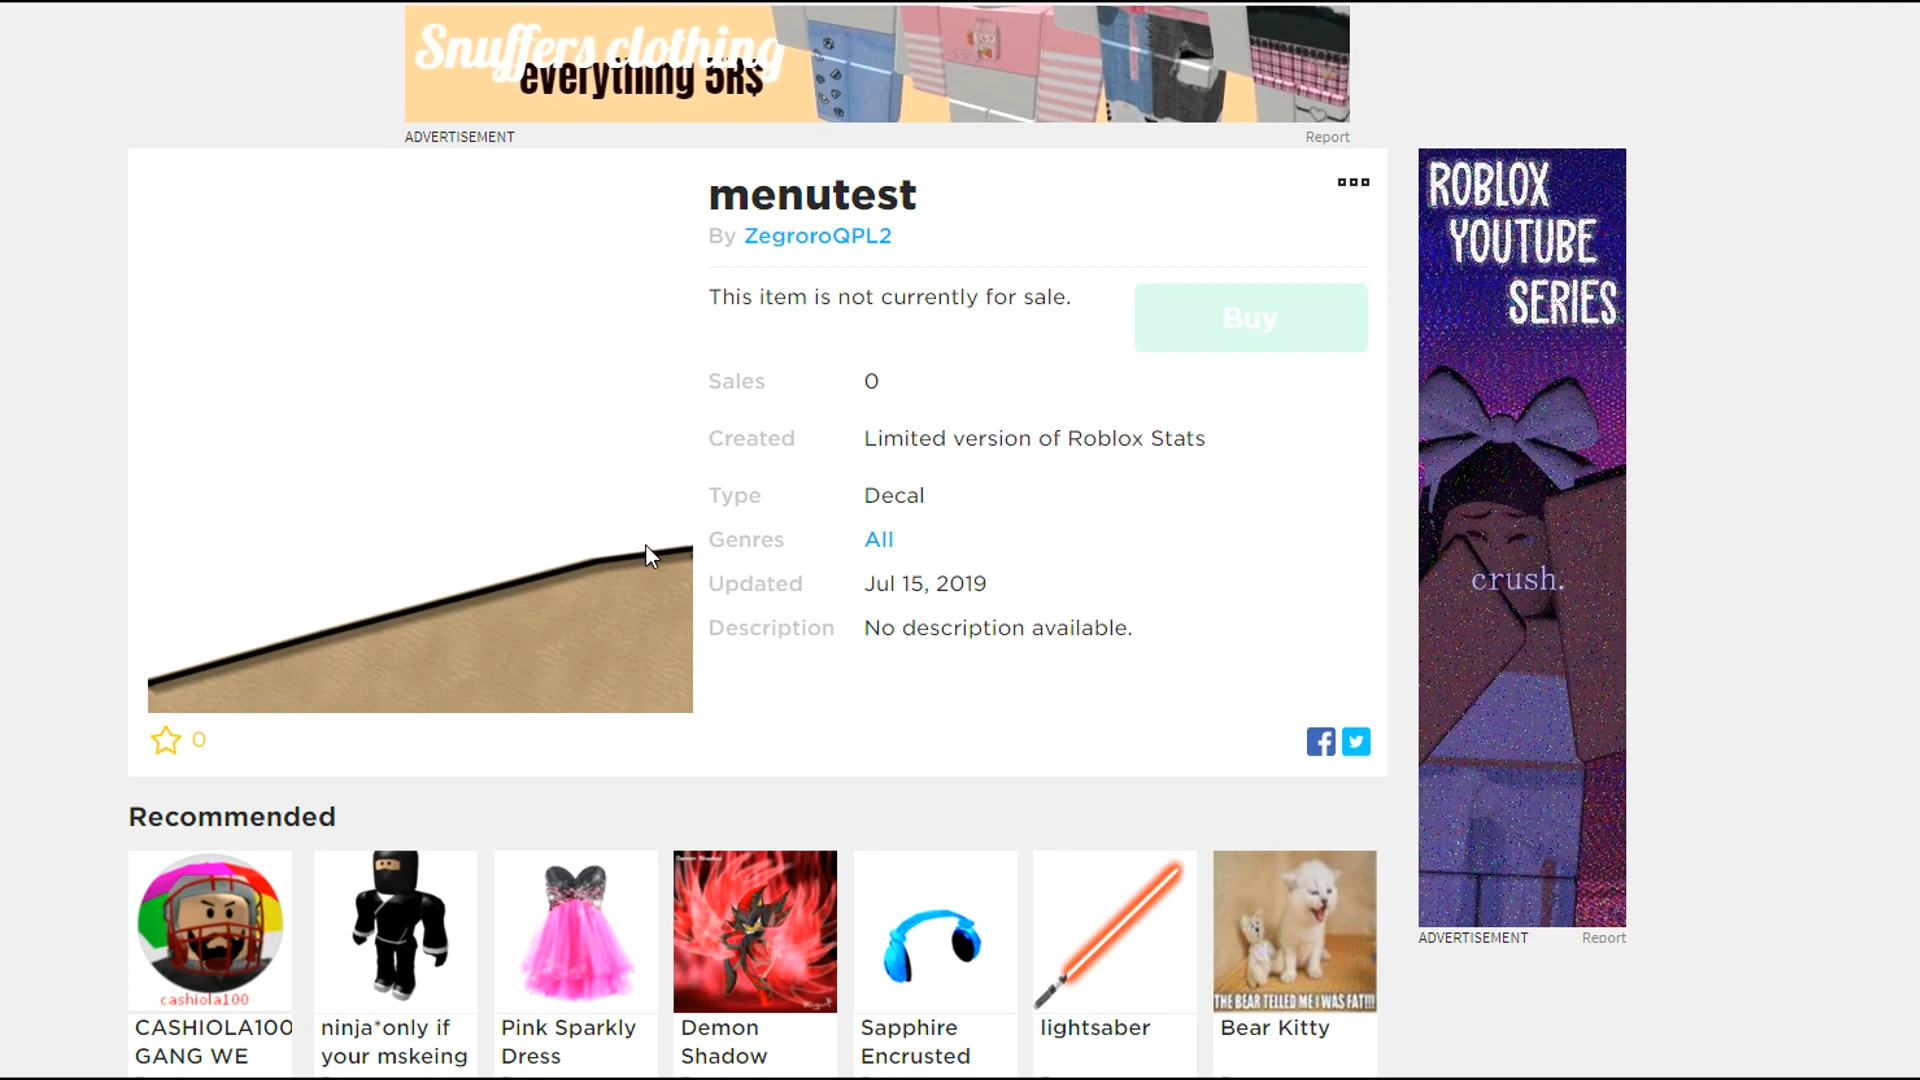 Snuffers clothing
everything 5R$
ADVERTISEMENT
Report
menutest
By ZegroroQPL2
This item is not currently for sale.
Buy
Sales 0
Created Limited version of Roblox Stats
Type Decal
Genres All
Updated Jul 15, 2019
Description No description available.
0
ROBLOX
YOUTUBE
SERIES
crush.
ADVERTISEMENT
Report
Recommended
Demon Shadow
cashiola100
THE BEAR TELLED ME I WAS FAT!!!
CASHIOLA100
GANG WE
ninja*only if
your mskeing
Pink Sparkly
Dress
Demon
Shadow
Sapphire
Encrusted
lightsaber
Bear Kitty